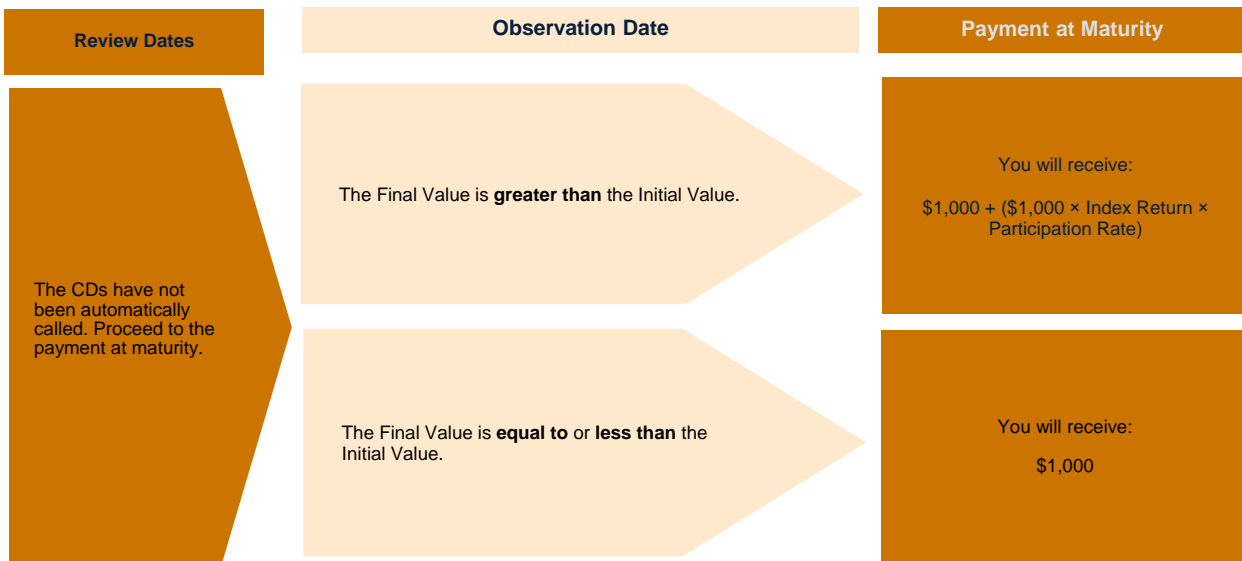 Review Dates
Observation Date
Payment at Maturity
The CDs have not
been automatically
called. Proceed to the
payment at maturity.
The Final Value is greater than the Initial Value.
You will receive:
$1,000 + ($1,000 × Index Return ×
Participation Rate)
The Final Value is equal to or less than the
Initial Value.
You will receive:
$1,000